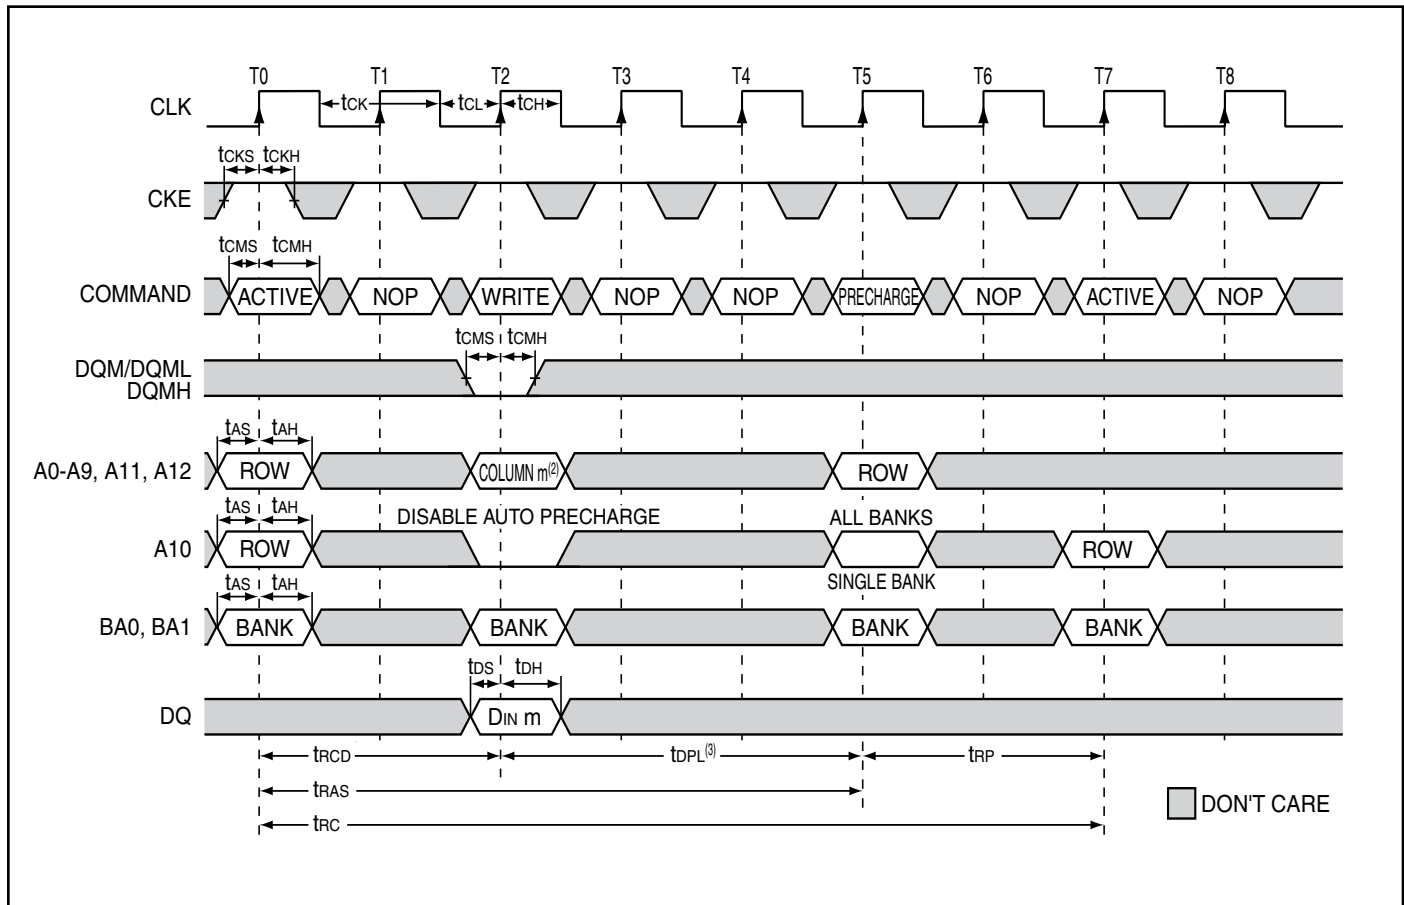 T0 T1 T2 T3 T4 T5 T6 T7 T8
CLK tCK tCL tCH
tCKS tCKH
CKE
tCMS tCMH
COMMAND ACTIVE NOP WRITE NOP NOP PRECHARGE NOP ACTIVE NOP
tCMS tCMH
DQM/DQML
DQMH
tAS tAH
A0-A9, A11, A12 ROW COLUMN m(2) ROW
tAS tAH DISABLE AUTO PRECHARGE ALL BANKS
A10 ROW ROW
tAS tAH SINGLE BANK
BA0, BA1 BANK BANK BANK BANK
tDS tDH
DQ DIN m
tRCD tDPL(3) tRP
tRAS
DON'T CARE
tRC